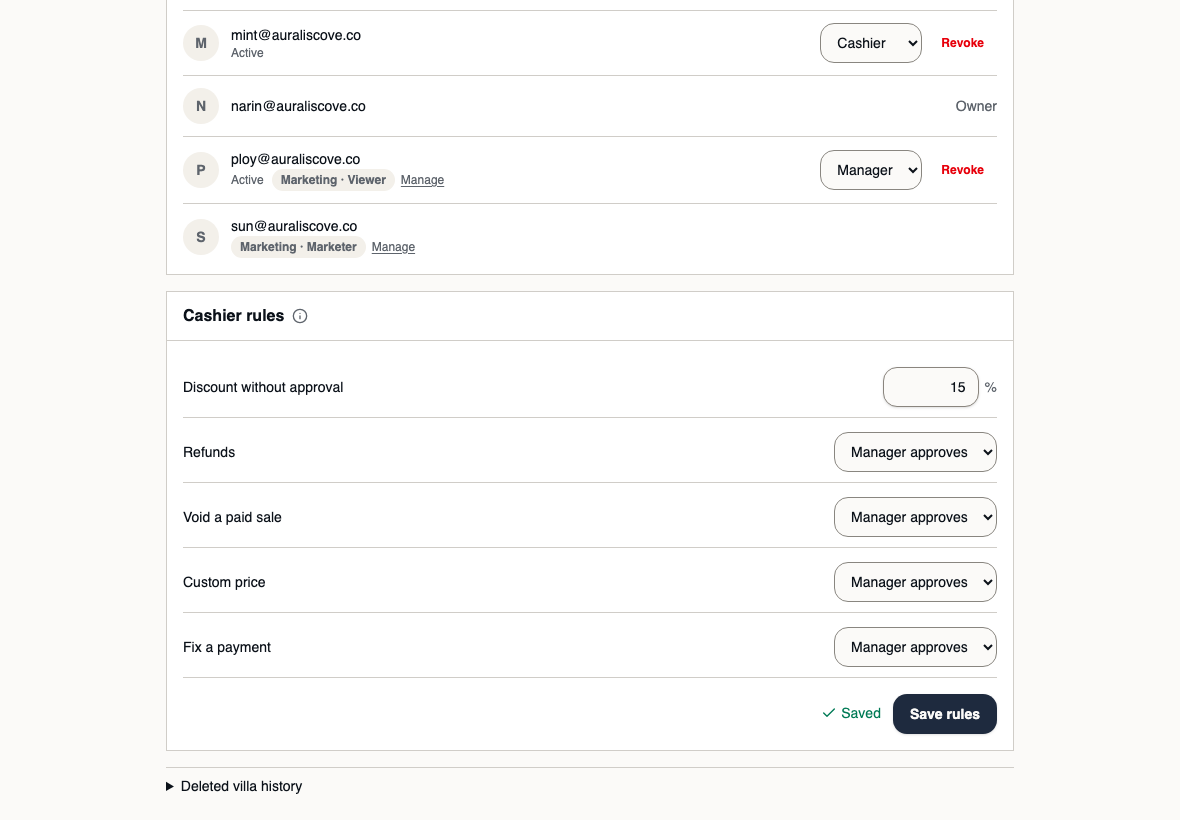 M
mint@auraliscove.co
Active
Cashier
Revoke
N
narin@auraliscove.co
Owner
P
ploy@auraliscove.co
Active Marketing · Viewer Manage
Manager
Revoke
S
sun@auraliscove.co
Marketing · Marketer Manage
Cashier rules
Discount without approval 15 %
Refunds Manager approves
Void a paid sale Manager approves
Custom price Manager approves
Fix a payment Manager approves
Saved Save rules
Deleted villa history